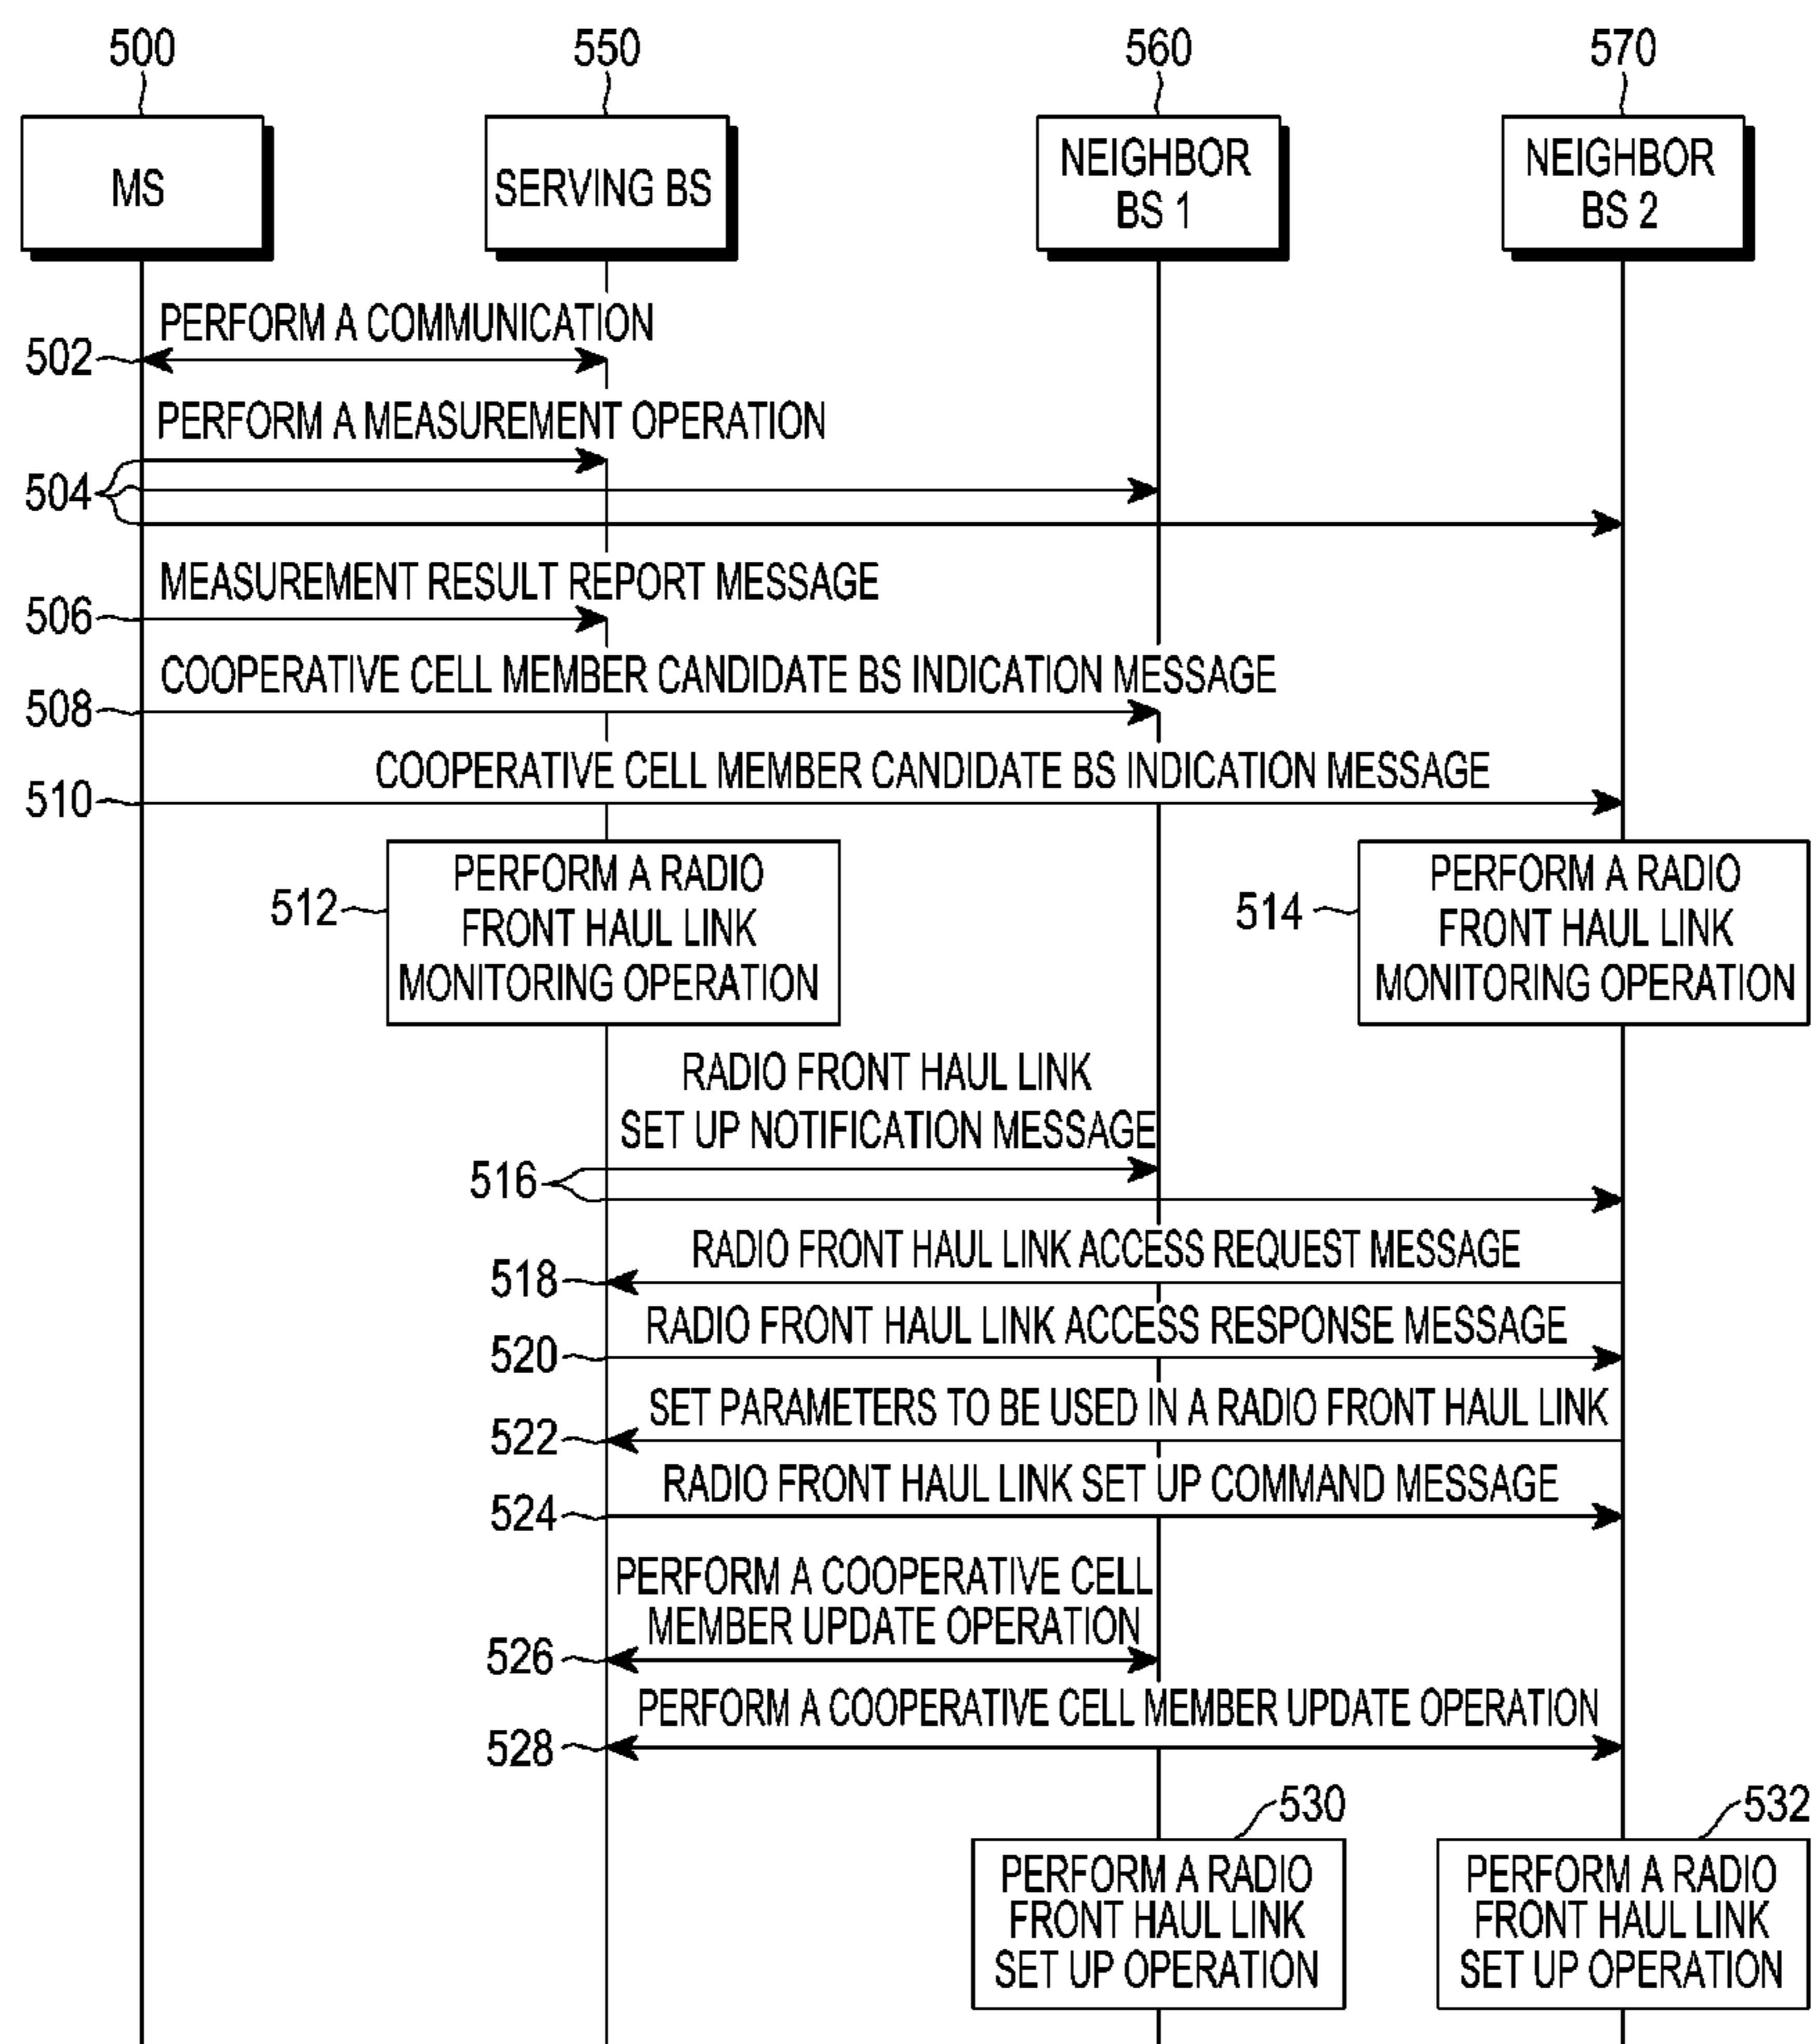 500
550
560
570
MS
SERVING BS
NEIGHBOR
BS 1
NEIGHBOR
BS 2
PERFORM A COMMUNICATION
502
PERFORM A MEASUREMENT OPERATION
504
MEASUREMENT RESULT REPORT MESSAGE
506
COOPERATIVE CELL MEMBER CANDIDATE BS INDICATION MESSAGE
508
COOPERATIVE CELL MEMBER CANDIDATE BS INDICATION MESSAGE
510
512
PERFORM A RADIO
FRONT HAUL LINK
MONITORING OPERATION
514
PERFORM A RADIO
FRONT HAUL LINK
MONITORING OPERATION
RADIO FRONT HAUL LINK
SET UP NOTIFICATION MESSAGE
516
RADIO FRONT HAUL LINK ACCESS REQUEST MESSAGE
518
RADIO FRONT HAUL LINK ACCESS RESPONSE MESSAGE
520
SET PARAMETERS TO BE USED IN A RADIO FRONT HAUL LINK
522
RADIO FRONT HAUL LINK SET UP COMMAND MESSAGE
524
PERFORM A COOPERATIVE CELL
MEMBER UPDATE OPERATION
526
PERFORM A COOPERATIVE CELL MEMBER UPDATE OPERATION
528
530
532
PERFORM A RADIO
FRONT HAUL LINK
SET UP OPERATION
PERFORM A RADIO
FRONT HAUL LINK
SET UP OPERATION